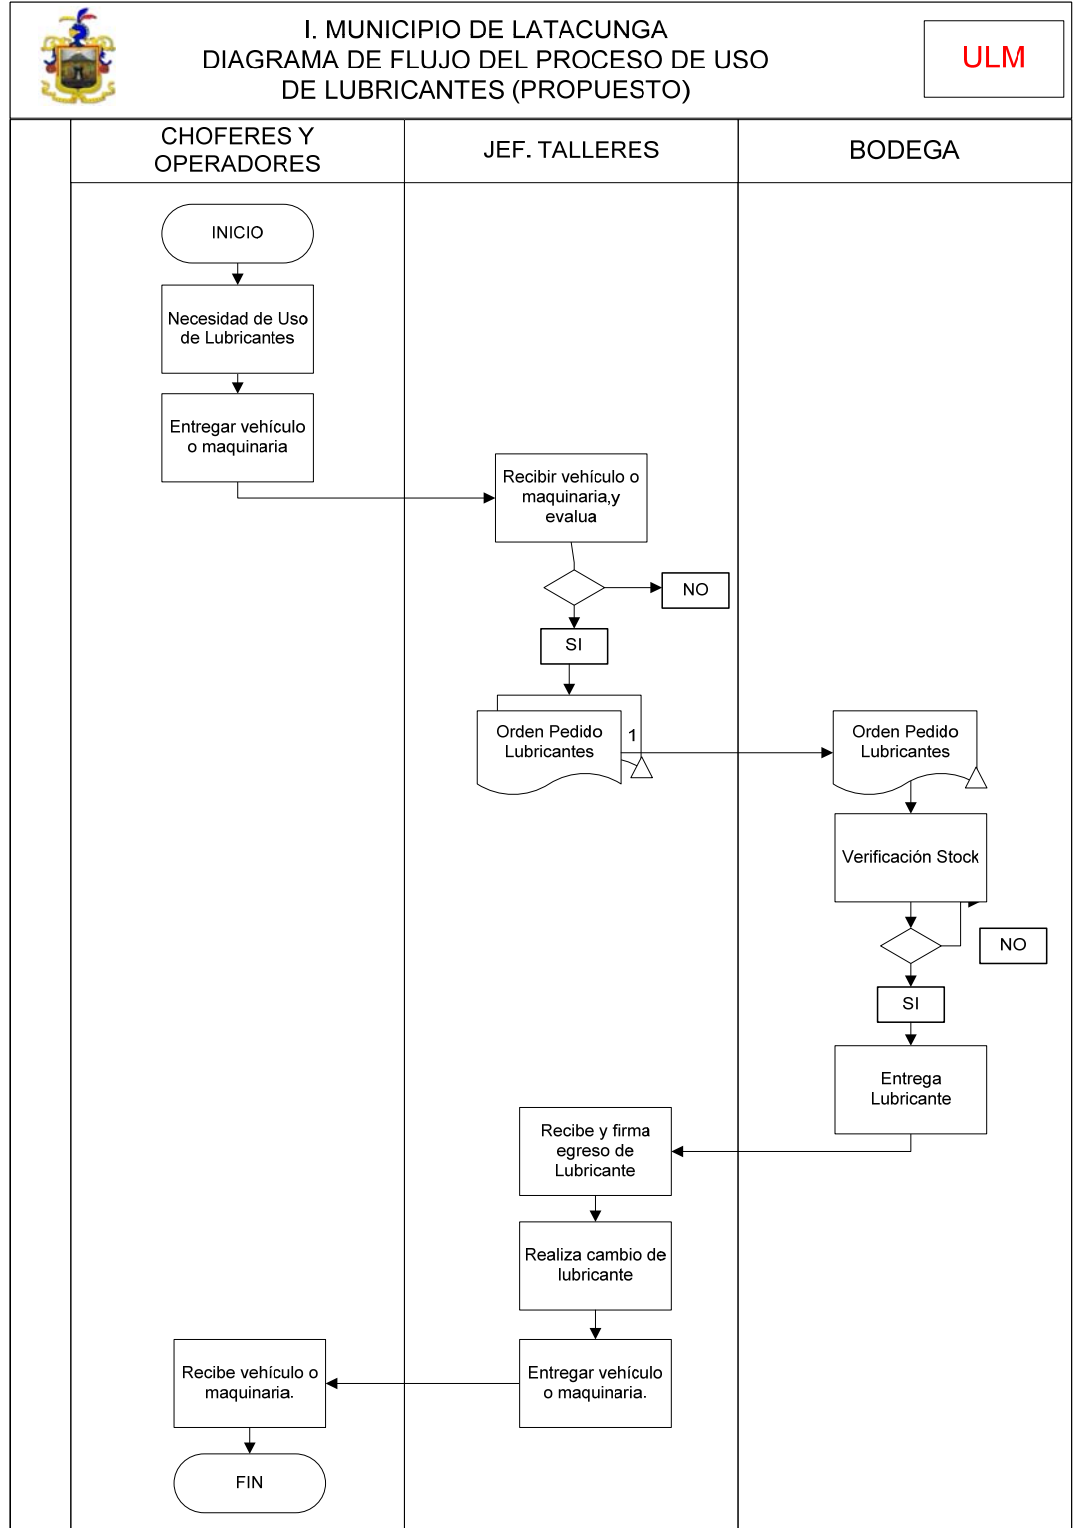 I. MUNICIPIO DE LATACUNGA
DIAGRAMA DE FLUJO DEL PROCESO DE USO
DE LUBRICANTES (PROPUESTO)
ULM
CHOFERES Y
OPERADORES
JEF. TALLERES
BODEGA
INICIO
Necesidad de Uso
de Lubricantes
Entregar vehículo
o maquinaria
Recibir vehículo o
maquinaria,y
evalua
NO
SI
Orden Pedido
Lubricantes
1
Orden Pedido
Lubricantes
Verificación Stock
NO
SI
Entrega
Lubricante
Recibe y firma
egreso de
Lubricante
Realiza cambio de
lubricante
Entregar vehículo
o maquinaria.
Recibe vehículo o
maquinaria.
FIN